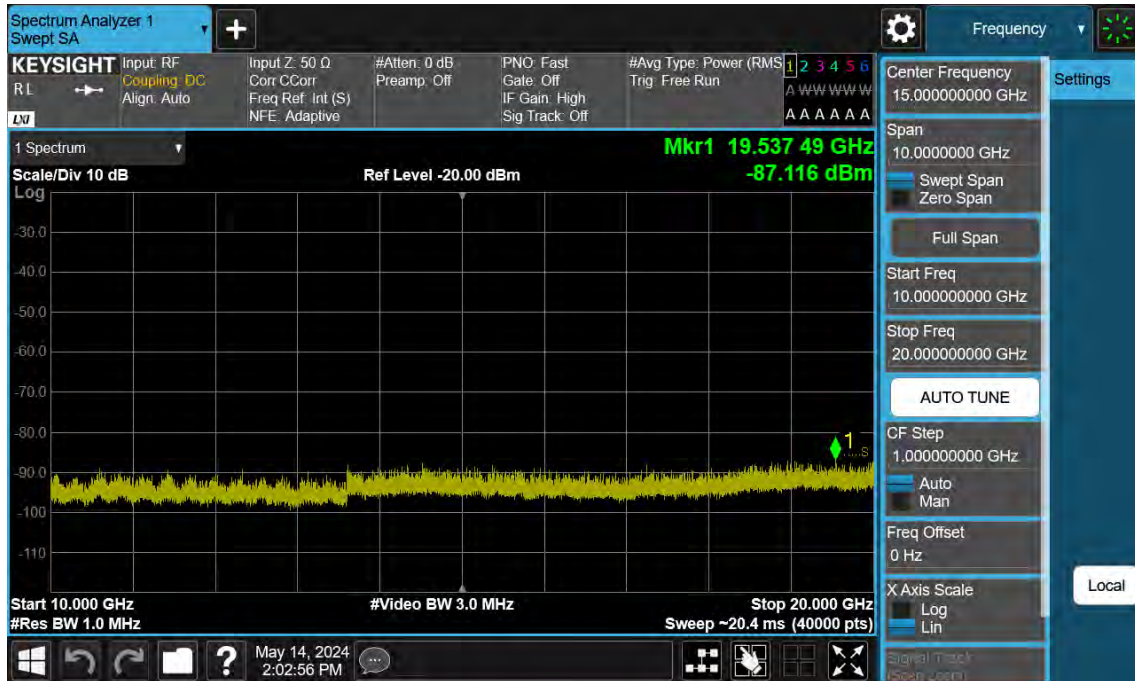 Spectrum Analyzer 1
Swept SA
Frequency
KEYSIGHT
RL
LXI
Input: RF
Coupling: DC
Align: Auto
Input Z: 50 Ω
Corr CCorr
Freq Ref: Int (S)
NFE: Adaptive
#Atten: 0 dB
Preamp: Off
PNO: Fast
Gate: Off
IF Gain: High
Sig Track: Off
#Avg Type: Power (RMS
Trig: Free Run
1 2 3 4 5 6
A W W W W W
A A A A A A
1 Spectrum
Mkr1 19.537 49 GHz
-87.116 dBm
Scale/Div 10 dB
Ref Level -20.00 dBm
Log
-30.0
-40.0
-50.0
-60.0
-70.0
-80.0
-90.0
-100
-110
1
S
Start 10.000 GHz
#Video BW 3.0 MHz
Stop 20.000 GHz
#Res BW 1.0 MHz
Sweep ~20.4 ms (40000 pts)
?
May 14, 2024
2:02:56 PM
Center Frequency
15.000000000 GHz
Span
10.0000000 GHz
Swept Span
Zero Span
Full Span
Start Freq
10.000000000 GHz
Stop Freq
20.000000000 GHz
AUTO TUNE
CF Step
1.000000000 GHz
Auto
Man
Freq Offset
0 Hz
X Axis Scale
Log
Lin
Signal Track
(Span Zoom)
Settings
Local